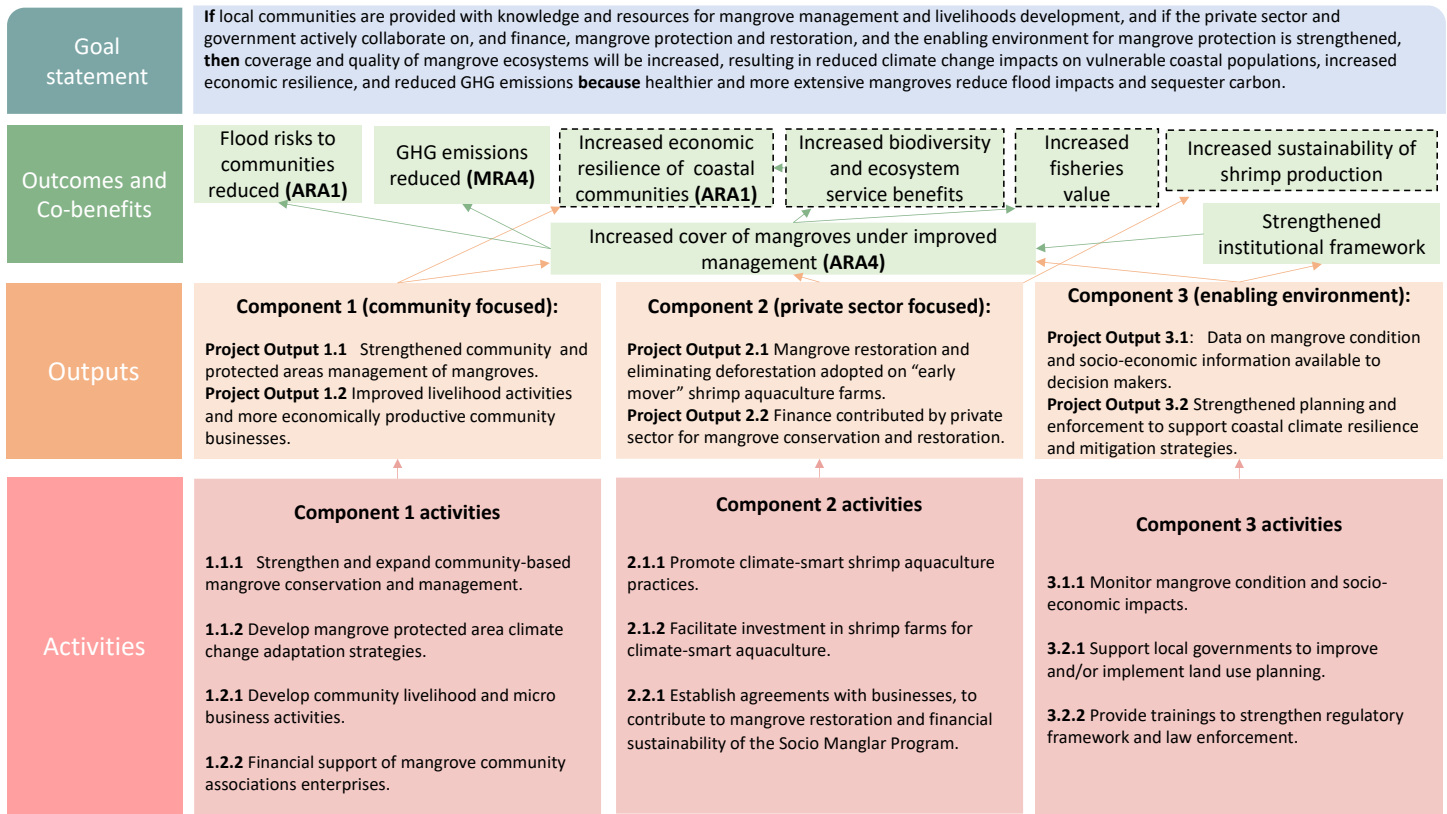 Goal
statement
If local communities are provided with knowledge and resources for mangrove management and livelihoods development, and if the private sector and
government actively collaborate on, and finance, mangrove protection and restoration, and the enabling environment for mangrove protection is strengthened,
then coverage and quality of mangrove ecosystems will be increased, resulting in reduced climate change impacts on vulnerable coastal populations, increased
economic resilience, and reduced GHG emissions because healthier and more extensive mangroves reduce flood impacts and sequester carbon.
Outcomes and
Co-benefits
Flood risks to
communities
reduced (ARA1)
GHG emissions
reduced (MRA4)
Increased economic
resilience of coastal
communities (ARA1)
Increased biodiversity
and ecosystem
service benefits
Increased
fisheries
value
Increased sustainability of
shrimp production
Increased cover of mangroves under improved
management (ARA4)
Strengthened
institutional framework
Outputs
Component 1 (community focused):
Project Output 1.1 Strengthened community and
protected areas management of mangroves.
Project Output 1.2 Improved livelihood activities
and more economically productive community
businesses.
Component 2 (private sector focused):
Project Output 2.1 Mangrove restoration and
eliminating deforestation adopted on “early
mover” shrimp aquaculture farms.
Project Output 2.2 Finance contributed by private
sector for mangrove conservation and restoration.
Component 3 (enabling environment):
Project Output 3.1: Data on mangrove condition
and socio-economic information available to
decision makers.
Project Output 3.2 Strengthened planning and
enforcement to support coastal climate resilience
and mitigation strategies.
Activities
Component 1 activities
1.1.1 Strengthen and expand community-based
mangrove conservation and management.
1.1.2 Develop mangrove protected area climate
change adaptation strategies.
1.2.1 Develop community livelihood and micro
business activities.
1.2.2 Financial support of mangrove community
associations enterprises.
Component 2 activities
2.1.1 Promote climate-smart shrimp aquaculture
practices.
2.1.2 Facilitate investment in shrimp farms for
climate-smart aquaculture.
2.2.1 Establish agreements with businesses, to
contribute to mangrove restoration and financial
sustainability of the Socio Manglar Program.
Component 3 activities
3.1.1 Monitor mangrove condition and socio-
economic impacts.
3.2.1 Support local governments to improve
and/or implement land use planning.
3.2.2 Provide trainings to strengthen regulatory
framework and law enforcement.